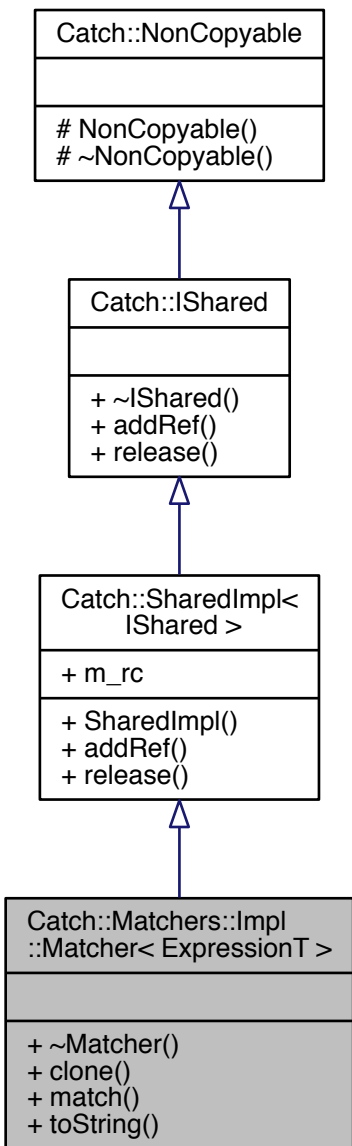 Catch::NonCopyable
# NonCopyable()
# ~NonCopyable()
Catch::IShared
+ ~IShared()
+ addRef()
+ release()
Catch::SharedImpl<
IShared >
+ m_rc
+ SharedImpl()
+ addRef()
+ release()
Catch::Matchers::Impl
::Matcher< ExpressionT >
+ ~Matcher()
+ clone()
+ match()
+ toString()